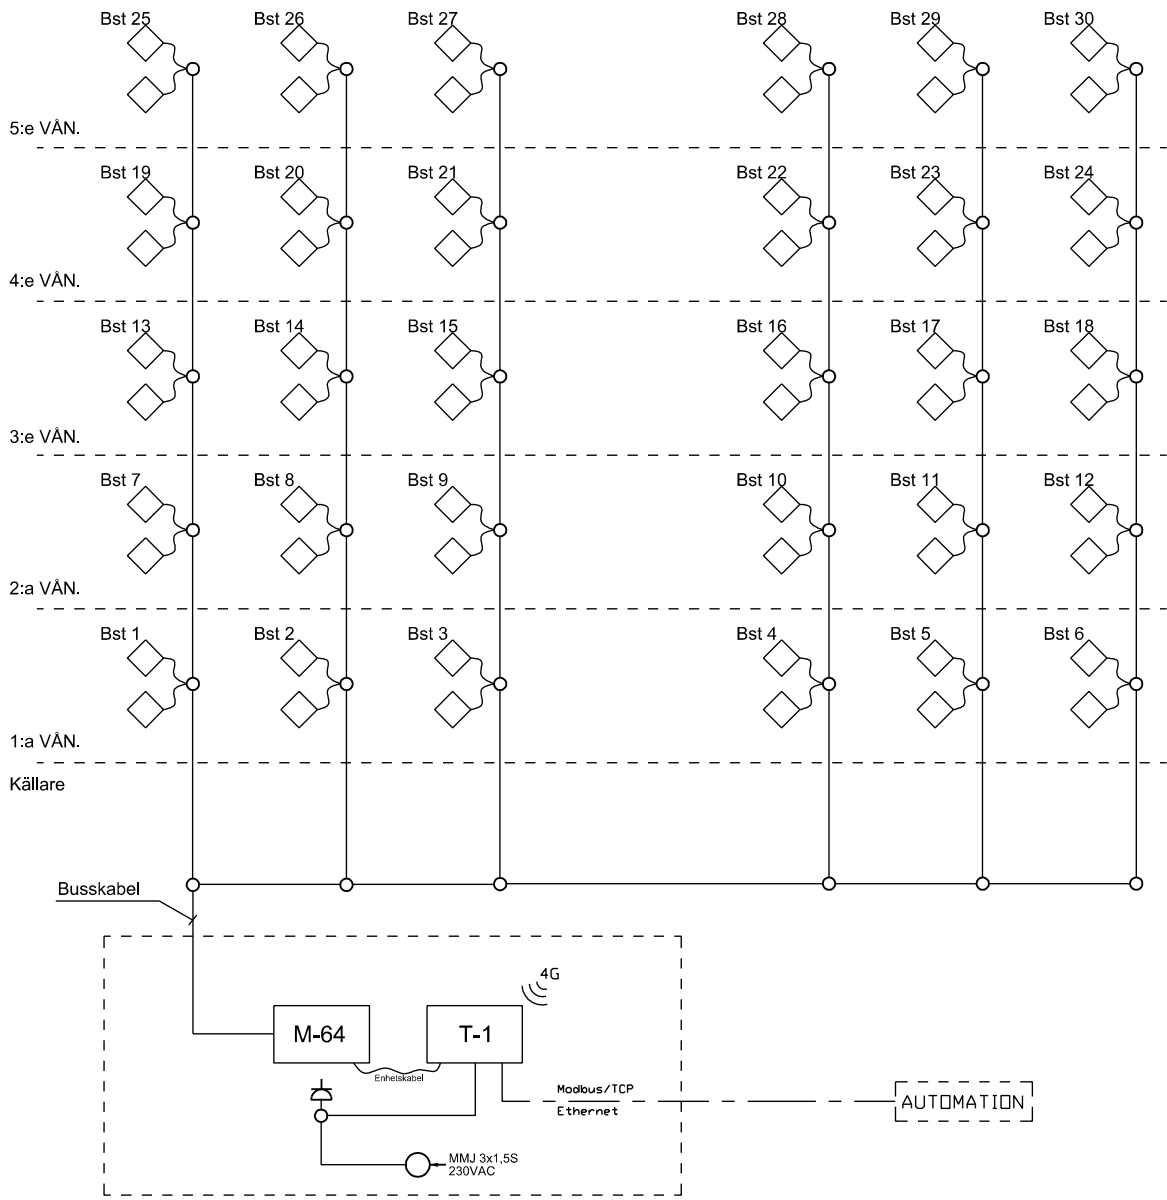 Bst 25 Bst 26 Bst 27 Bst 28 Bst 29 Bst 30
5:e VÅN.
Bst 19 Bst 20 Bst 21 Bst 22 Bst 23 Bst 24
4:e VÅN.
Bst 13 Bst 14 Bst 15 Bst 16 Bst 17 Bst 18
3:e VÅN.
Bst 7 Bst 8 Bst 9 Bst 10 Bst 11 Bst 12
2:a VÅN.
Bst 1 Bst 2 Bst 3 Bst 4 Bst 5 Bst 6
1:a VÅN.
Källare
Busskabel
4G
M-64
T-1
Enhetskabel
Modbus/TCP
Ethernet
AUTOMATION
MMJ 3x1,5S
230VAC